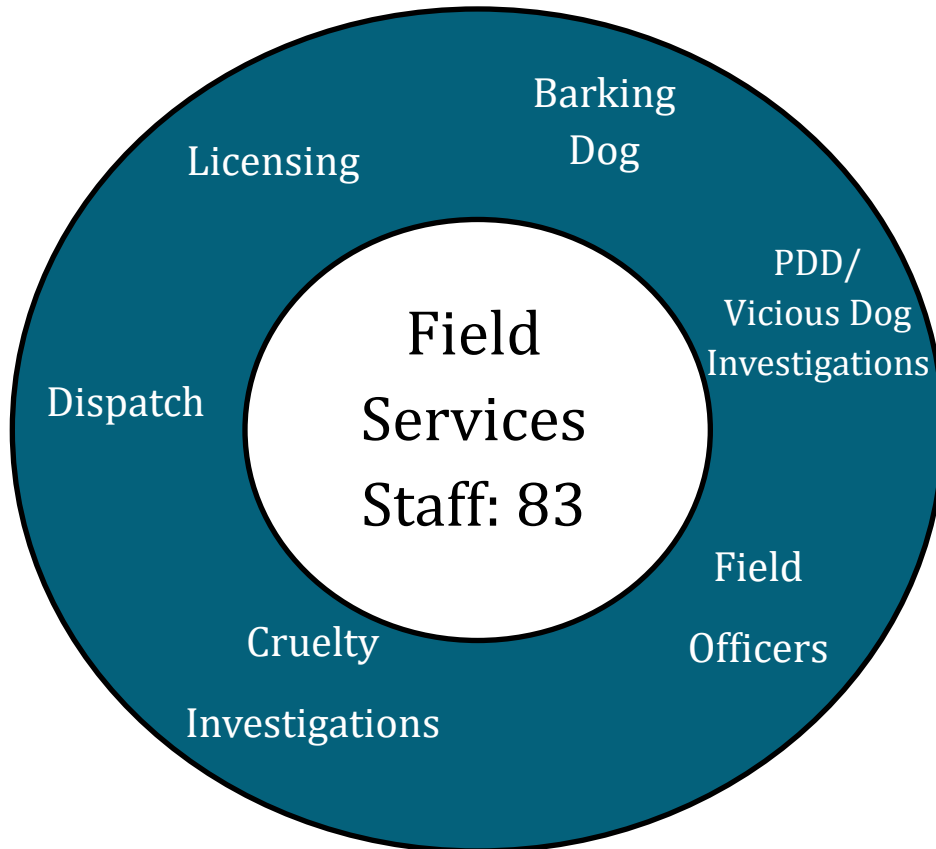 Barking
Dog
Licensing
PDD/
Vicious Dog
Investigations
Field
Services
Staff: 83
Dispatch
Field
Officers
Cruelty
Investigations